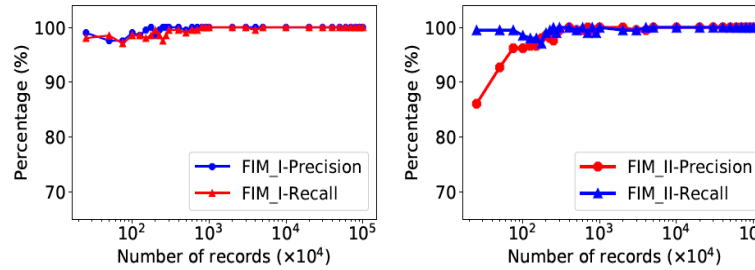 Percentage (%)
100
90
80
70
FIM_I-Precision
FIM_I-Recall
10² 10³ 10⁴ 10⁵
Number of records (×10⁴)
Percentage (%)
100
90
80
70
FIM_II-Precision
FIM_II-Recall
10² 10³ 10⁴
Number of records (×10⁴)